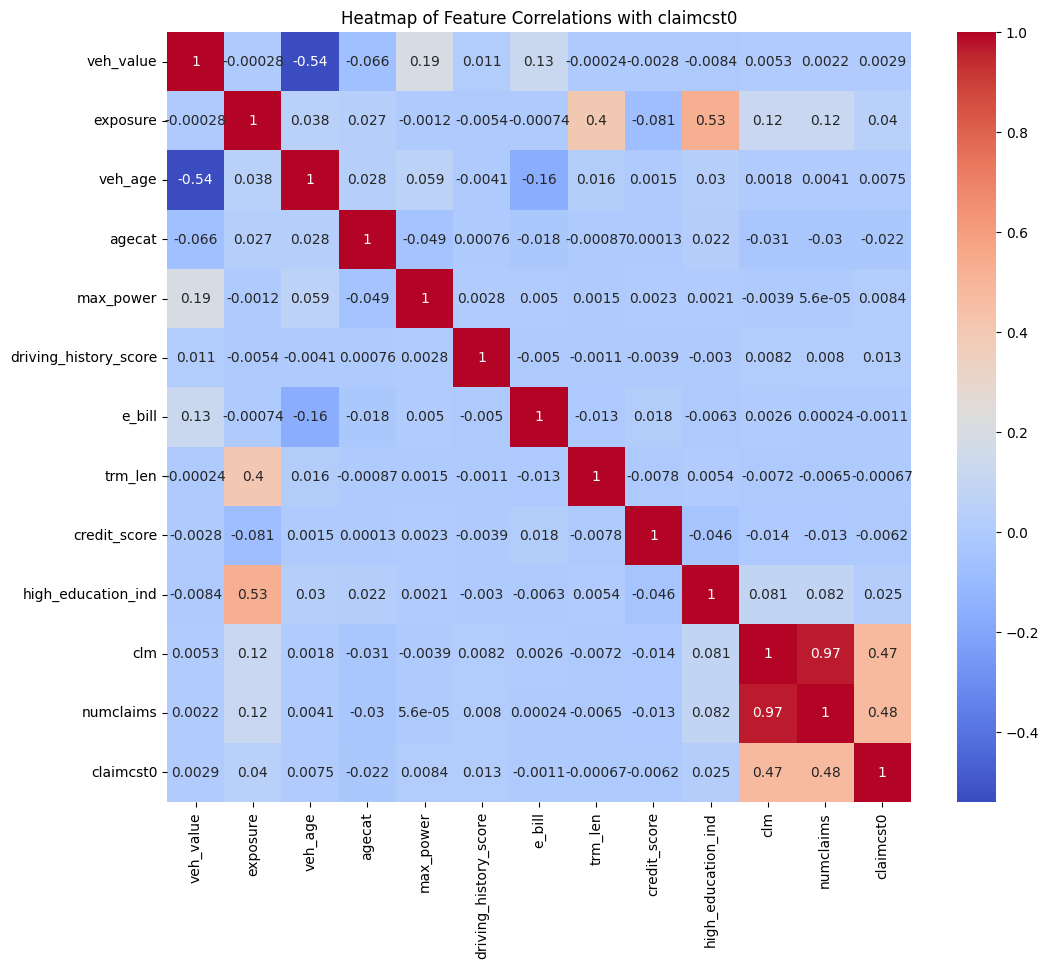 Heatmap of Feature Correlations with claimcst0
veh_value 1 -0.00028 -0.54 -0.066 0.19 0.011 0.13 -0.00024 -0.0028 -0.0084 0.0053 0.0022 0.0029
exposure -0.00028 1 0.038 0.027 -0.0012 -0.0054 -0.00074 0.4 -0.081 0.53 0.12 0.12 0.04
veh_age -0.54 0.038 1 0.028 0.059 -0.0041 -0.16 0.016 0.0015 0.03 0.0018 0.0041 0.0075
agecat -0.066 0.027 0.028 1 -0.049 0.00076 -0.018 -0.00087 0.00013 0.022 -0.031 -0.03 -0.022
max_power 0.19 -0.0012 0.059 -0.049 1 0.0028 0.005 0.0015 0.0023 0.0021 -0.0039 5.6e-05 0.0084
driving_history_score 0.011 -0.0054 -0.0041 0.00076 0.0028 1 -0.005 -0.0011 -0.0039 -0.003 0.0082 0.008 0.013
e_bill 0.13 -0.00074 -0.16 -0.018 0.005 -0.005 1 -0.013 0.018 -0.0063 0.0026 0.00024 -0.0011
trm_len -0.00024 0.4 0.016 -0.00087 0.0015 -0.0011 -0.013 1 -0.0078 0.0054 -0.0072 -0.0065 -0.00067
credit_score -0.0028 -0.081 0.0015 0.00013 0.0023 -0.0039 0.018 -0.0078 1 -0.046 -0.014 -0.013 -0.0062
high_education_ind -0.0084 0.53 0.03 0.022 0.0021 -0.003 -0.0063 0.0054 -0.046 1 0.081 0.082 0.025
clm 0.0053 0.12 0.0018 -0.031 -0.0039 0.0082 0.0026 -0.0072 -0.014 0.081 1 0.97 0.47
numclaims 0.0022 0.12 0.0041 -0.03 5.6e-05 0.008 0.00024 -0.0065 -0.013 0.082 0.97 1 0.48
claimcst0 0.0029 0.04 0.0075 -0.022 0.0084 0.013 -0.0011 -0.00067 -0.0062 0.025 0.47 0.48 1
veh_value
exposure
veh_age
agecat
max_power
driving_history_score
e_bill
trm_len
credit_score
high_education_ind
clm
numclaims
claimcst0
1.0
0.8
0.6
0.4
0.2
0.0
−0.2
−0.4